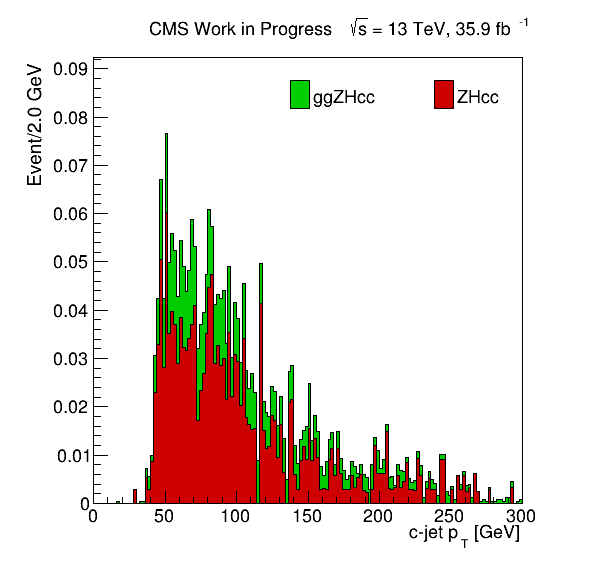 CMS Work in Progress √s = 13 TeV, 35.9 fb -1
Event/2.0 GeV
ggZHcc ZHcc
0.09
0.08
0.07
0.06
0.05
0.04
0.03
0.02
0.01
0
0 50 100 150 200 250 300
c-jet pT [GeV]